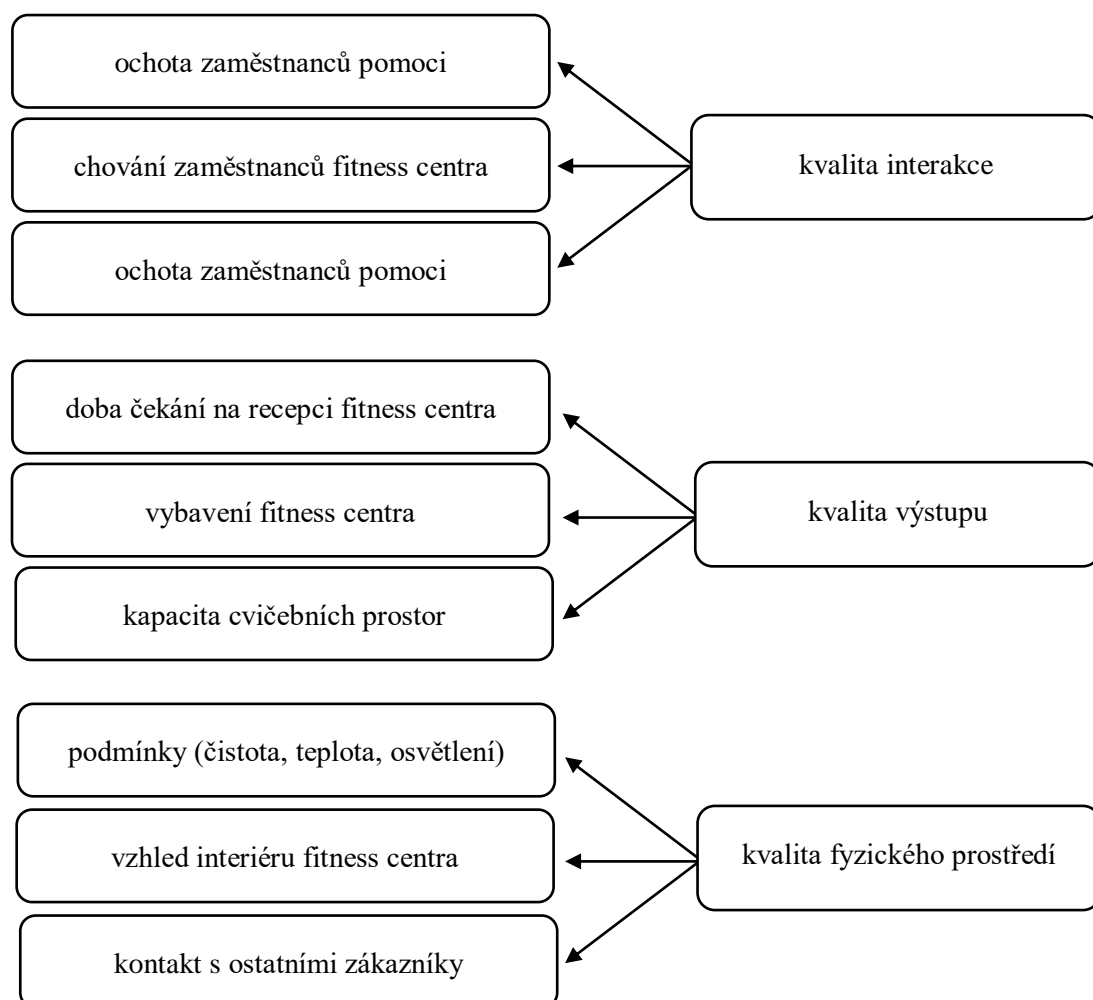 ochota zaměstnanců pomoci
chování zaměstnanců fitness centra
ochota zaměstnanců pomoci
kvalita interakce
doba čekání na recepci fitness centra
vybavení fitness centra
kapacita cvičebních prostor
kvalita výstupu
podmínky (čistota, teplota, osvětlení)
vzhled interiéru fitness centra
kontakt s ostatními zákazníky
kvalita fyzického prostředí